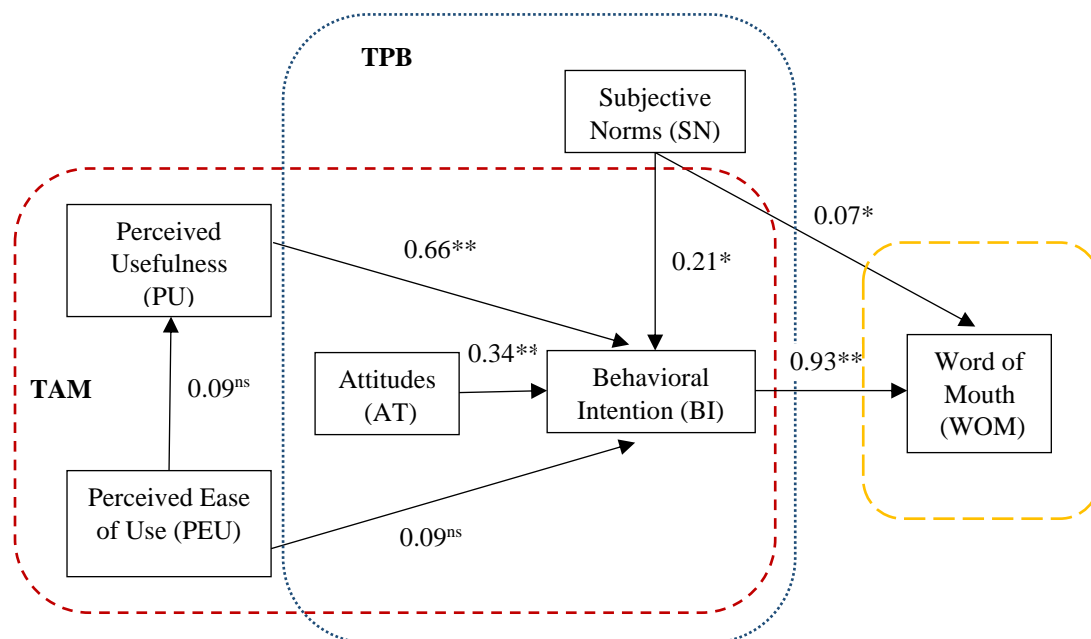 TPB
Subjective
Norms (SN)
0.07*
Perceived
Usefulness
(PU)
0.66**
0.21*
TAM
0.09ns
Attitudes
(AT)
0.34**
Behavioral
Intention (BI)
0.93**
Word of
Mouth
(WOM)
Perceived Ease
of Use (PEU)
0.09ns